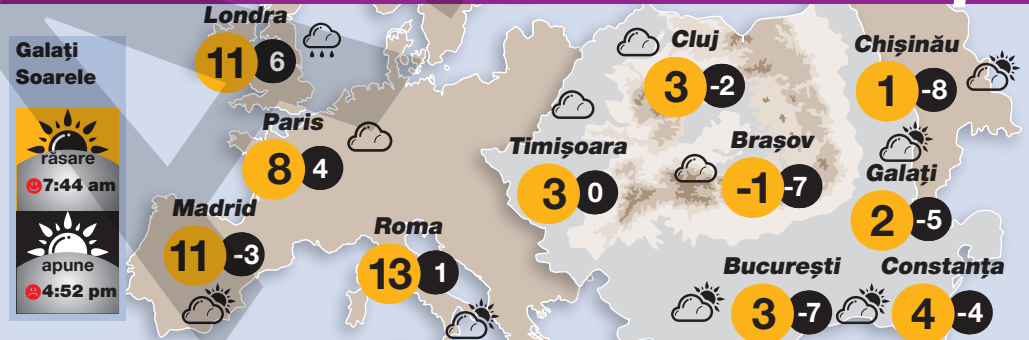 Galați
Soarele
răsare
7:44 am
apune
4:52 pm
Londra
11 6
Paris
8 4
Madrid
11 -3
Roma
13 1
Cluj
3 -2
Timișoara
3 0
Brașov
-1 -7
Chișinău
1 -8
Galați
2 -5
București
3 -7
Constanța
4 -4